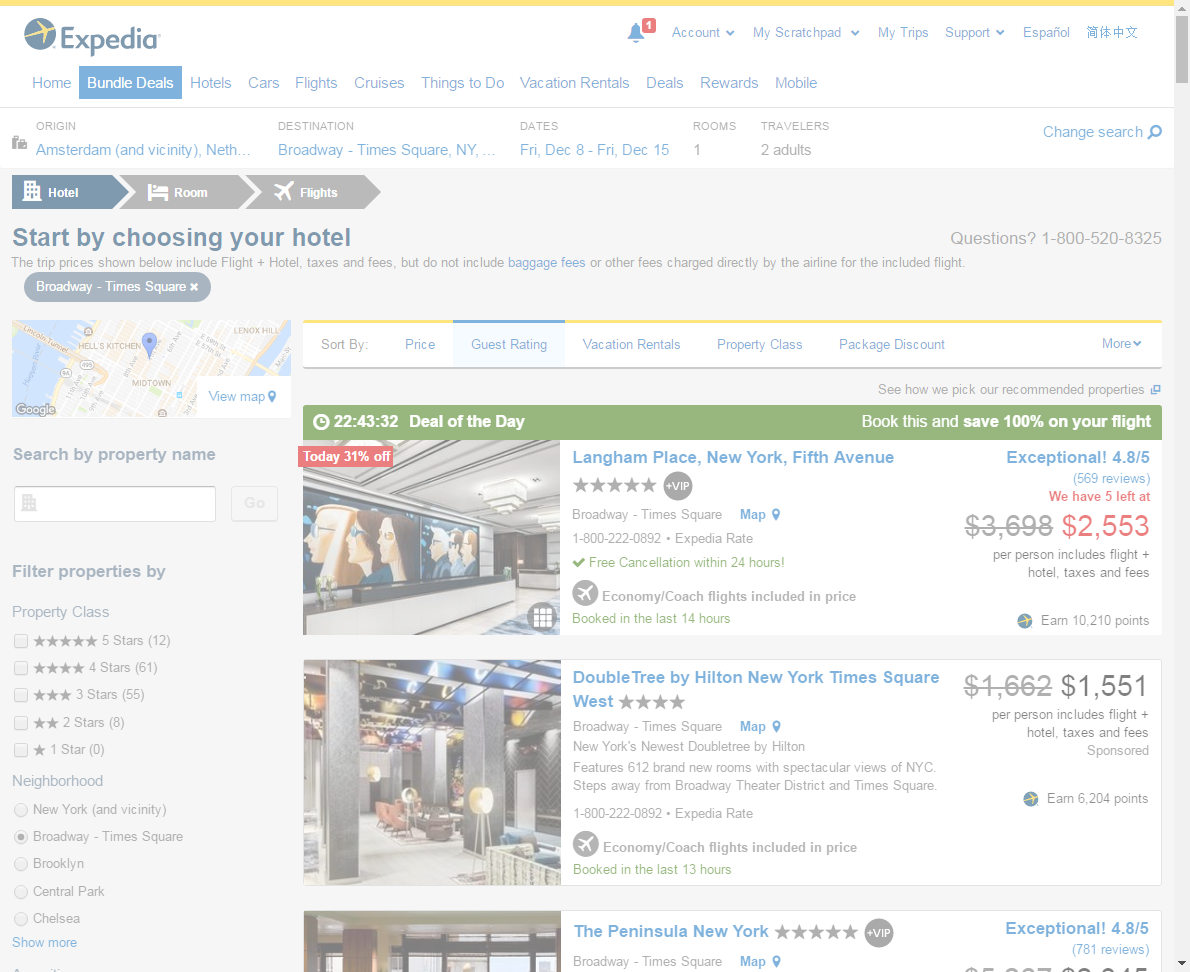 Expedia
1
Account
My Scratchpad
My Trips
Support
Español
简体中文
Home
Bundle Deals
Hotels
Cars
Flights
Cruises
Things to Do
Vacation Rentals
Deals
Rewards
Mobile
ORIGIN
Amsterdam (and vicinity), Neth...
DESTINATION
Broadway - Times Square, NY, ...
DATES
Fri, Dec 8 - Fri, Dec 15
ROOMS
1
TRAVELERS
2 adults
Change search
Hotel
Room
Flights
Start by choosing your hotel
Questions? 1-800-520-8325
The trip prices shown below include Flight + Hotel, taxes and fees, but do not include baggage fees or other fees charged directly by the airline for the included flight.
Broadway - Times Square ×
Lincoln Tunnel
HELL'S KITCHEN
LENOX HILL
E 59th St
E 57th St
495
MIDTOWN
Google
View map
Sort By:
Price
Guest Rating
Vacation Rentals
Property Class
Package Discount
More
See how we pick our recommended properties
Search by property name
Go
Filter properties by
Property Class
★★★★★ 5 Stars (12)
★★★★ 4 Stars (61)
★★★ 3 Stars (55)
★★ 2 Stars (8)
★ 1 Star (0)
Neighborhood
New York (and vicinity)
Broadway - Times Square
Brooklyn
Central Park
Chelsea
Show more
22:43:32 Deal of the Day
Book this and save 100% on your flight
Today 31% off
Langham Place, New York, Fifth Avenue
★★★★★ +VIP
Broadway - Times Square Map
1-800-222-0892 • Expedia Rate
Free Cancellation within 24 hours!
Economy/Coach flights included in price
Booked in the last 14 hours
Exceptional! 4.8/5
(569 reviews)
We have 5 left at
$3,698 $2,553
per person includes flight +
hotel, taxes and fees
Earn 10,210 points
DoubleTree by Hilton New York Times Square
West ★★★★
Broadway - Times Square Map
New York's Newest Doubletree by Hilton
Features 612 brand new rooms with spectacular views of NYC.
Steps away from Broadway Theater District and Times Square.
1-800-222-0892 • Expedia Rate
Economy/Coach flights included in price
Booked in the last 13 hours
$1,662 $1,551
per person includes flight +
hotel, taxes and fees
Sponsored
Earn 6,204 points
The Peninsula New York ★★★★★ +VIP
Broadway - Times Square Map
Exceptional! 4.8/5
(781 reviews)